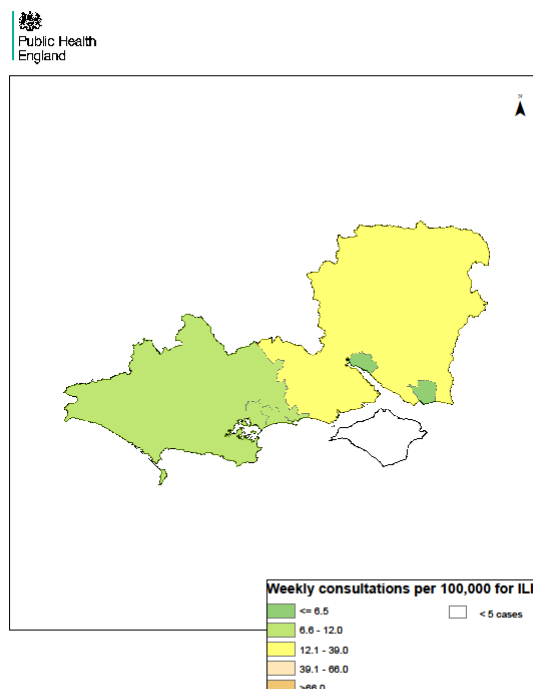 Public Health
England
N
Weekly consultations per 100,000 for ILI
<= 6.5
< 5 cases
6.6 - 12.0
12.1 - 39.0
39.1 - 66.0
>66.0